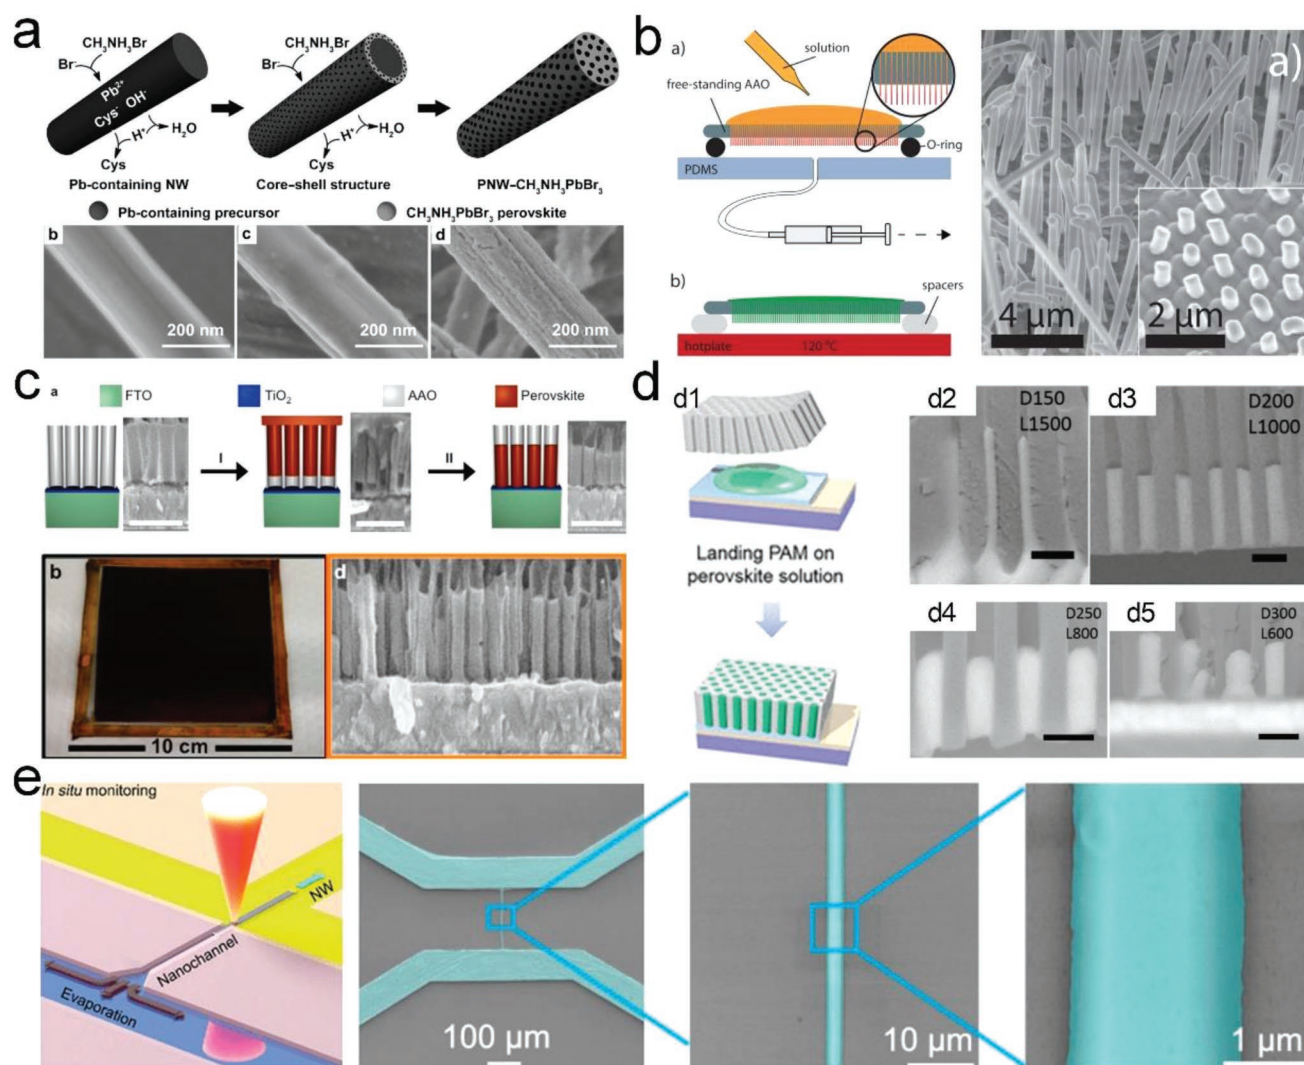 a
CH3NH3Br
Br-
Pb2+
Cys- OH-
H+
H2O
Cys
Pb-containing NW
CH3NH3Br
Br-
H+
H2O
Cys
Core–shell structure
PNW–CH3NH3PbBr3
Pb-containing precursor
CH3NH3PbBr3 perovskite
b
200 nm
c
200 nm
d
200 nm
b
a)
solution
free-standing AAO
O-ring
PDMS
b)
spacers
hotplate
120 °C
a)
4 µm
2 µm
c
a
FTO
TiO2
AAO
Perovskite
I
II
b
10 cm
d
d
d1
Landing PAM on
perovskite solution
d2
D150
L1500
d3
D200
L1000
d4
D250
L800
d5
D300
L600
e
In situ monitoring
NW
Nanochannel
Evaporation
100 µm
10 µm
1 µm